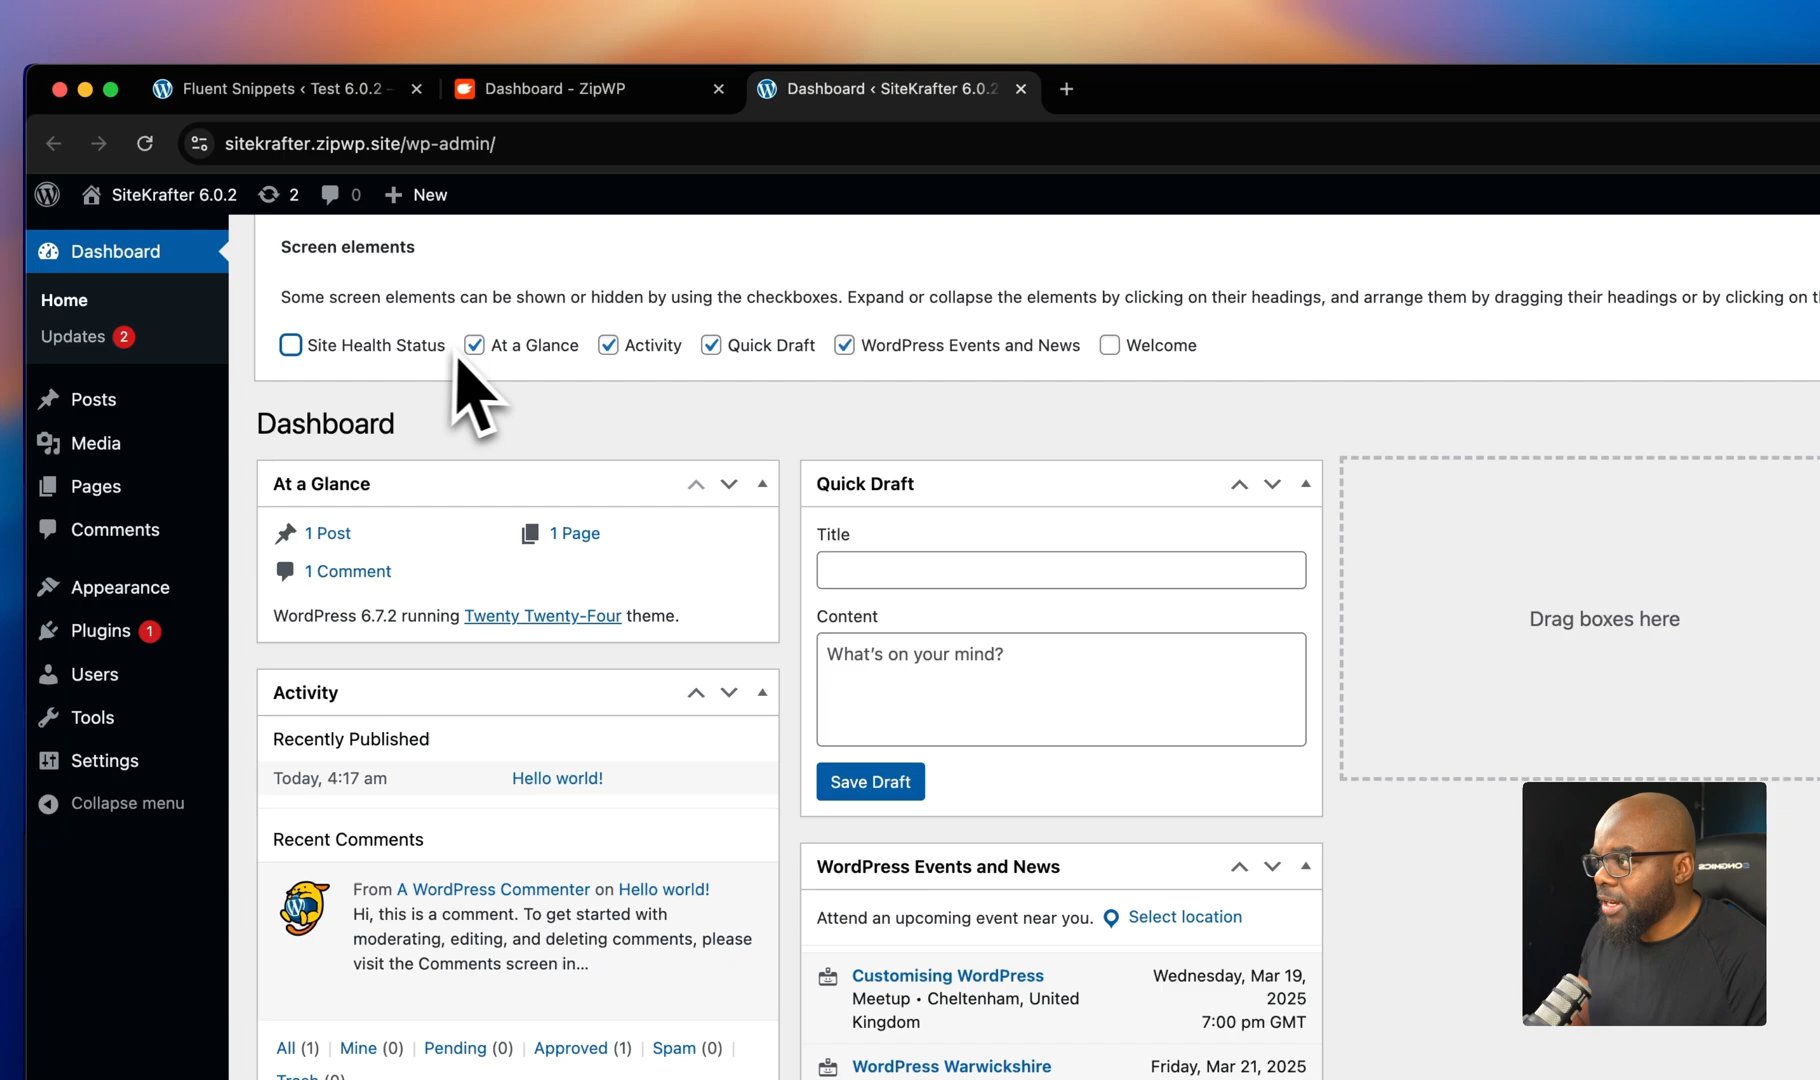 Fluent Snippets ‹ Test 6.0.2 –
Dashboard - ZipWP
Dashboard ‹ SiteKrafter 6.0.2
sitekrafter.zipwp.site/wp-admin/
SiteKrafter 6.0.2 2 0 New
Dashboard
Home
Updates 2
Posts
Media
Pages
Comments
Appearance
Plugins 1
Users
Tools
Settings
Collapse menu
Screen elements
Some screen elements can be shown or hidden by using the checkboxes. Expand or collapse the elements by clicking on their headings, and arrange them by dragging their headings or by clicking on
Site Health Status At a Glance Activity Quick Draft WordPress Events and News Welcome
Dashboard
At a Glance
1 Post 1 Page
1 Comment
WordPress 6.7.2 running Twenty Twenty-Four theme.
Activity
Recently Published
Today, 4:17 am Hello world!
Recent Comments
From A WordPress Commenter on Hello world!
Hi, this is a comment. To get started with
moderating, editing, and deleting comments, please
visit the Comments screen in...
All (1) | Mine (0) | Pending (0) | Approved (1) | Spam (0) |
Quick Draft
Title
Content
What's on your mind?
Save Draft
WordPress Events and News
Attend an upcoming event near you. Select location
Customising WordPress
Meetup • Cheltenham, United
Kingdom
Wednesday, Mar 19,
2025
7:00 pm GMT
WordPress Warwickshire
Friday, Mar 21, 2025
Drag boxes here